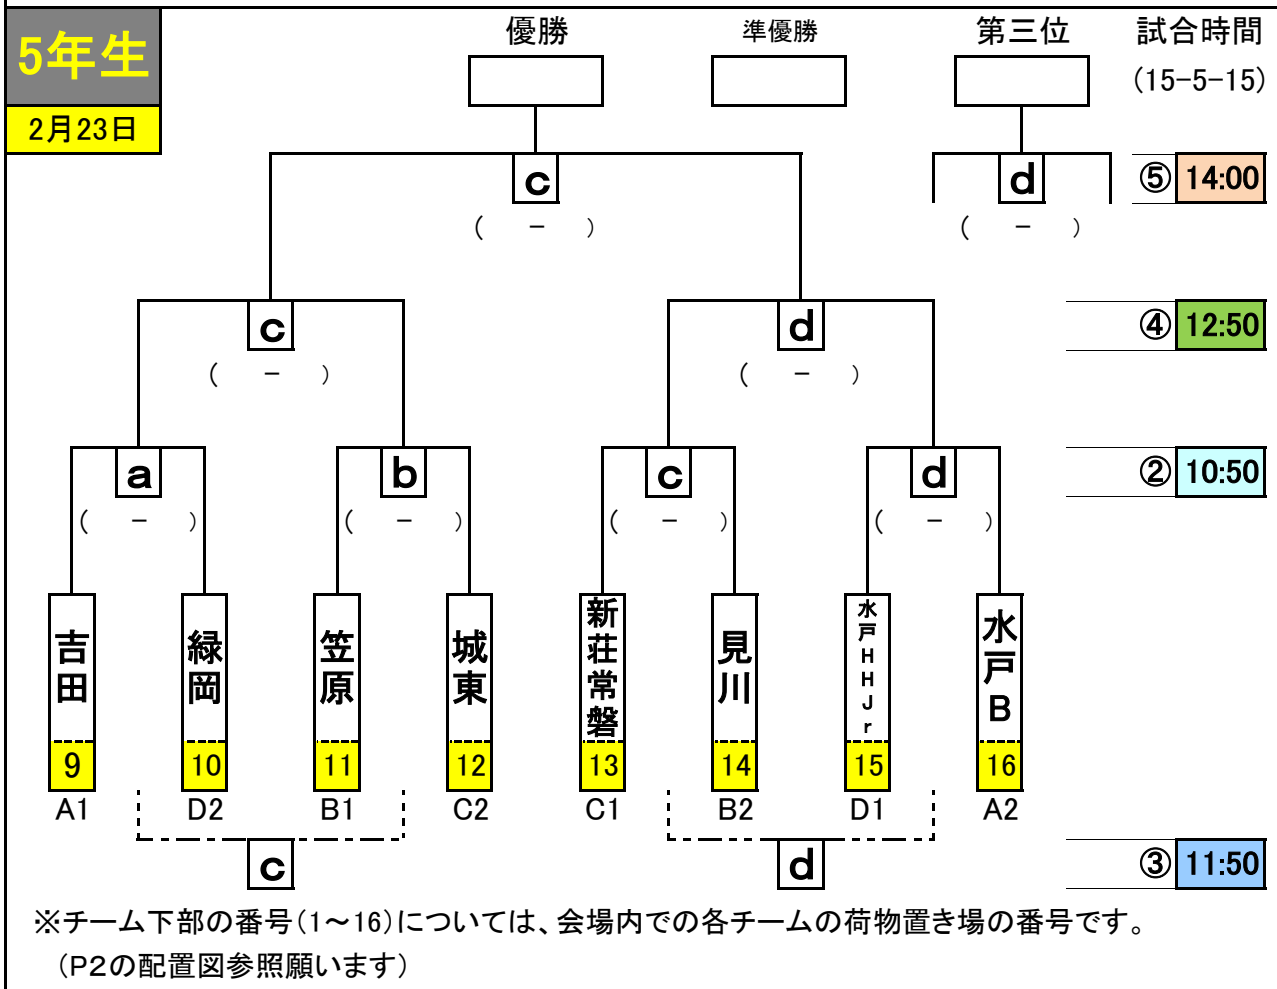 5年生
2月23日
優勝
準優勝
第三位
試合時間
(15-5-15)
c
d
⑤ 14:00
( - )
( - )
c
d
④ 12:50
( - )
( - )
a
b
c
d
② 10:50
( - )
( - )
( - )
( - )
吉田
緑岡
笠原
城東
新荘常磐
見川
水戸HHJr
水戸B
9
10
11
12
13
14
15
16
A1
D2
B1
C2
C1
B2
D1
A2
c
d
③ 11:50
※チーム下部の番号(1～16)については、会場内での各チームの荷物置き場の番号です。
(P2の配置図参照願います)